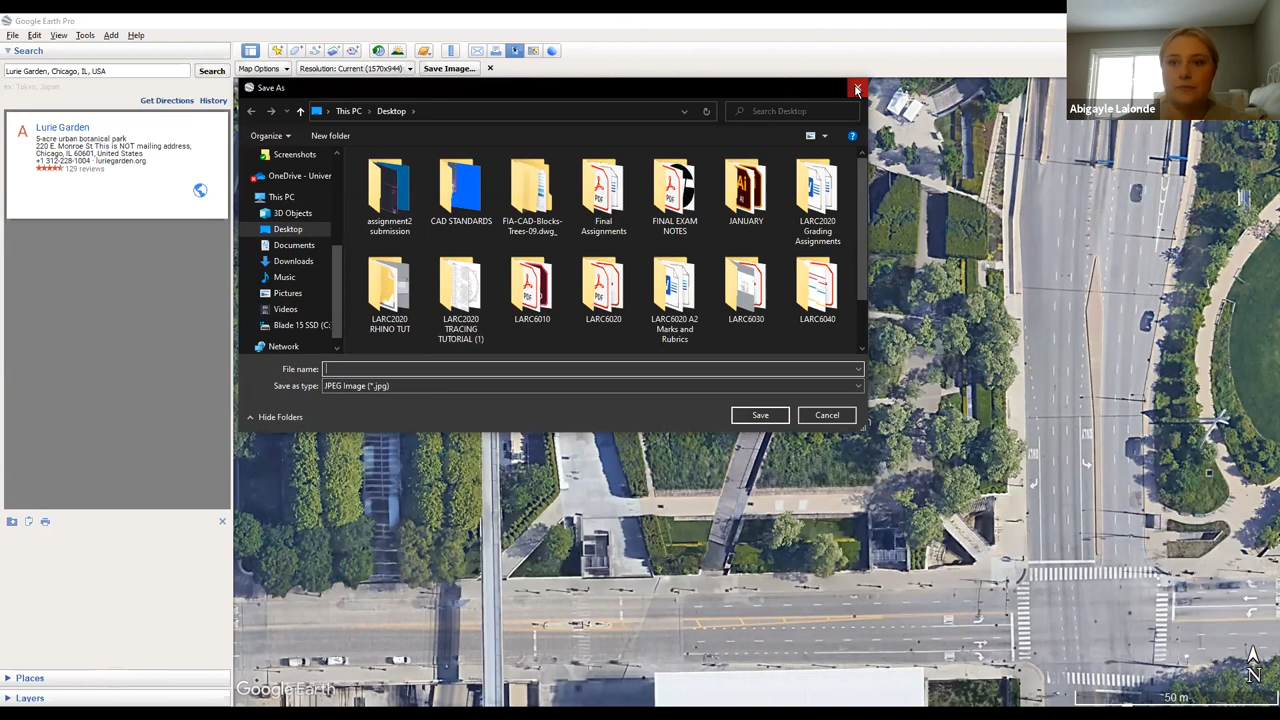 Google Earth Pro
File Edit View Tools Add Help
Search
Lurie Garden, Chicago, IL, USA
Search
ex: Tokyo, Japan
Get Directions History
A Lurie Garden
5-acre urban botanical park
220 E. Monroe St This is NOT mailing address,
Chicago, IL 60601, United States
+1 312-228-1004 · luriegarden.org
129 reviews
Places
Layers
Map Options
Resolution: Current (1570x944)
Save Image...
Save As
This PC > Desktop >
Search Desktop
Organize
New folder
Screenshots
OneDrive - Univer
This PC
3D Objects
Desktop
Documents
Downloads
Music
Pictures
Videos
Blade 15 SSD (C:
Network
assignment2
submission
CAD STANDARDS
FIA-CAD-Blocks-
Trees-09.dwg_
Final
Assignments
FINAL EXAM
NOTES
JANUARY
LARC2020
Grading
Assignments
LARC2020
RHINO TUT
LARC2020
TRACING
TUTORIAL (1)
LARC6010
LARC6020
LARC6020 A2
Marks and
Rubrics
LARC6030
LARC6040
File name:
Save as type: JPEG Image (*.jpg)
Hide Folders
Save
Cancel
Abigayle Lalonde
Google Earth
N
50 m